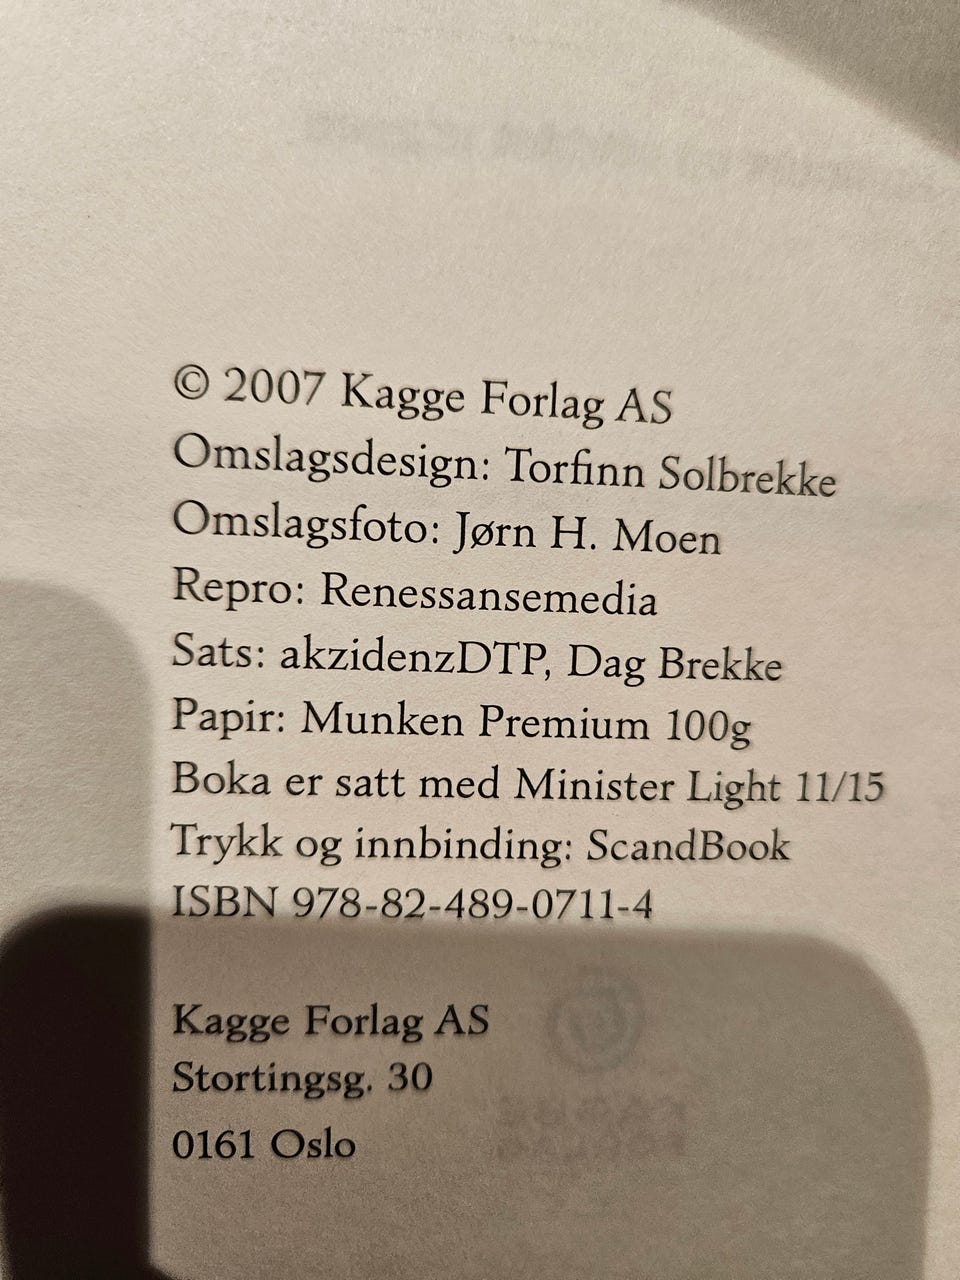 © 2007 Kagge Forlag AS
Omslagsdesign: Torfinn Solbrekke
Omslagsfoto: Jørn H. Moen
Repro: Renessansemedia
Sats: akzidenzDTP, Dag Brekke
Papir: Munken Premium 100g
Boka er satt med Minister Light 11/15
Trykk og innbinding: ScandBook
ISBN 978-82-489-0711-4
Kagge Forlag AS
Stortingsg. 30
0161 Oslo